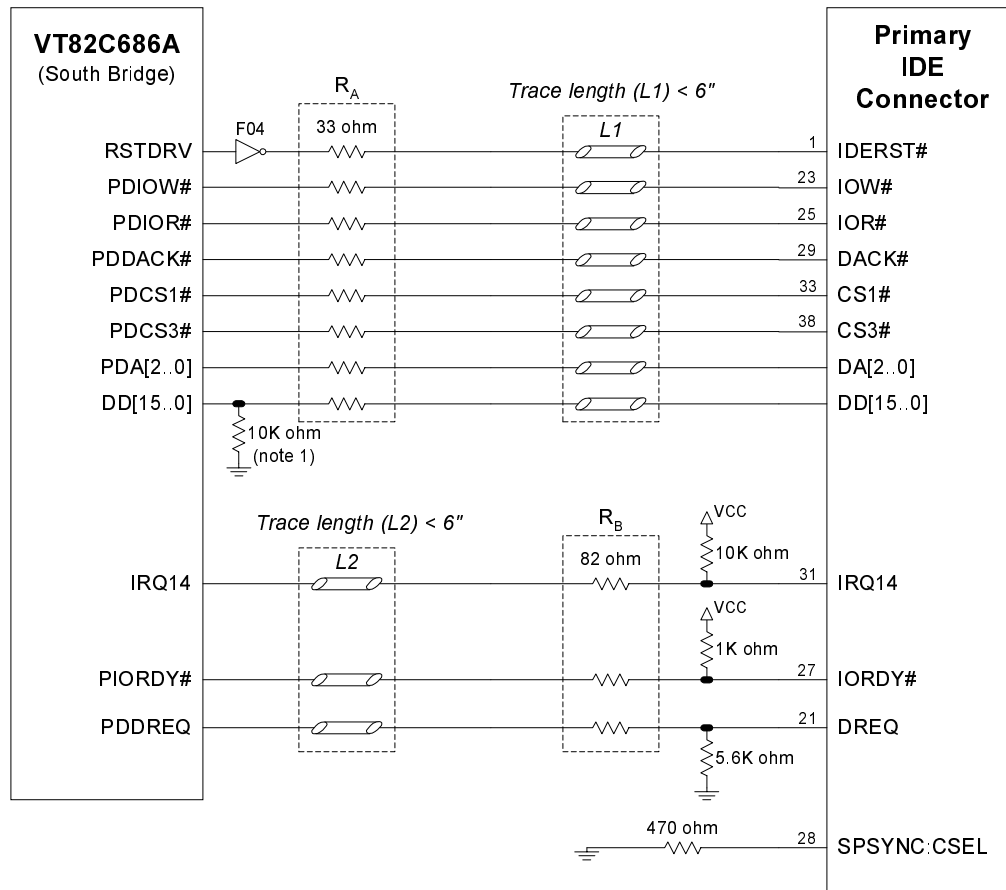 VT82C686A
(South Bridge)
Primary
IDE
Connector
RA
Trace length (L1) < 6"
F04
33 ohm
L1
RSTDRV
1
IDERST#
PDIOW#
23
IOW#
PDIOR#
25
IOR#
PDDACK#
29
DACK#
PDCS1#
33
CS1#
PDCS3#
38
CS3#
PDA[2..0]
DA[2..0]
DD[15..0]
DD[15..0]
10K ohm
(note 1)
Trace length (L2) < 6"
RB
VCC
L2
82 ohm
10K ohm
IRQ14
31
IRQ14
VCC
1K ohm
PIORDY#
27
IORDY#
PDDREQ
21
DREQ
5.6K ohm
470 ohm
28
SPSYNC:CSEL